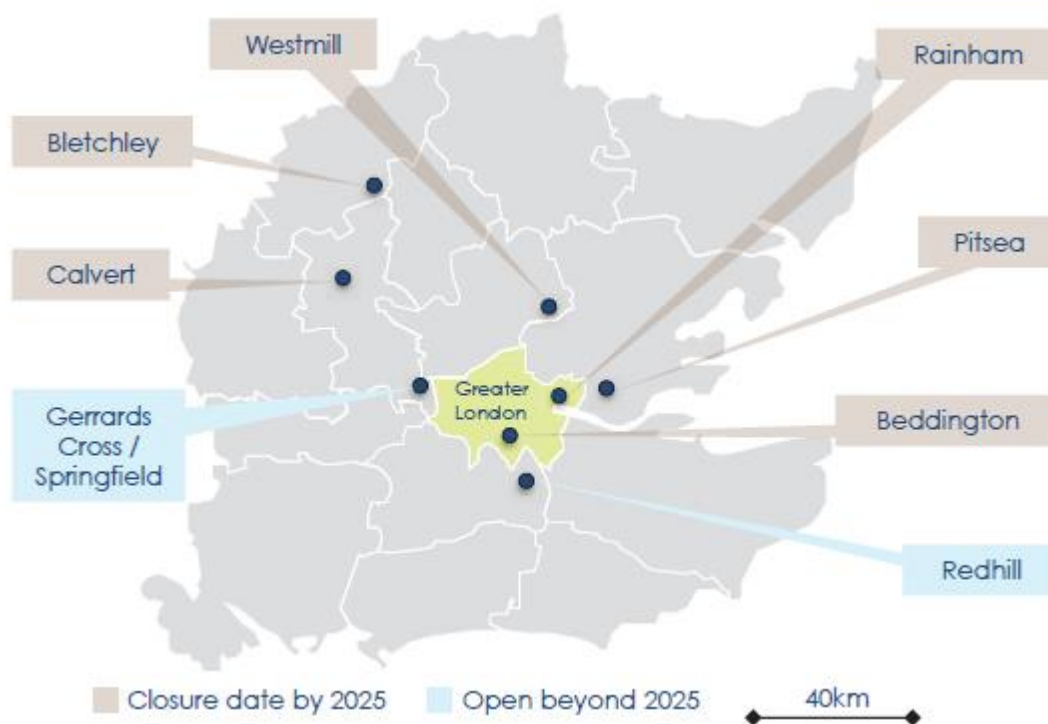 Westmill
Rainham
Bletchley
Pitsea
Calvert
Greater
London
Gerrards
Cross /
Springfield
Beddington
Redhill
Closure date by 2025
Open beyond 2025
40km